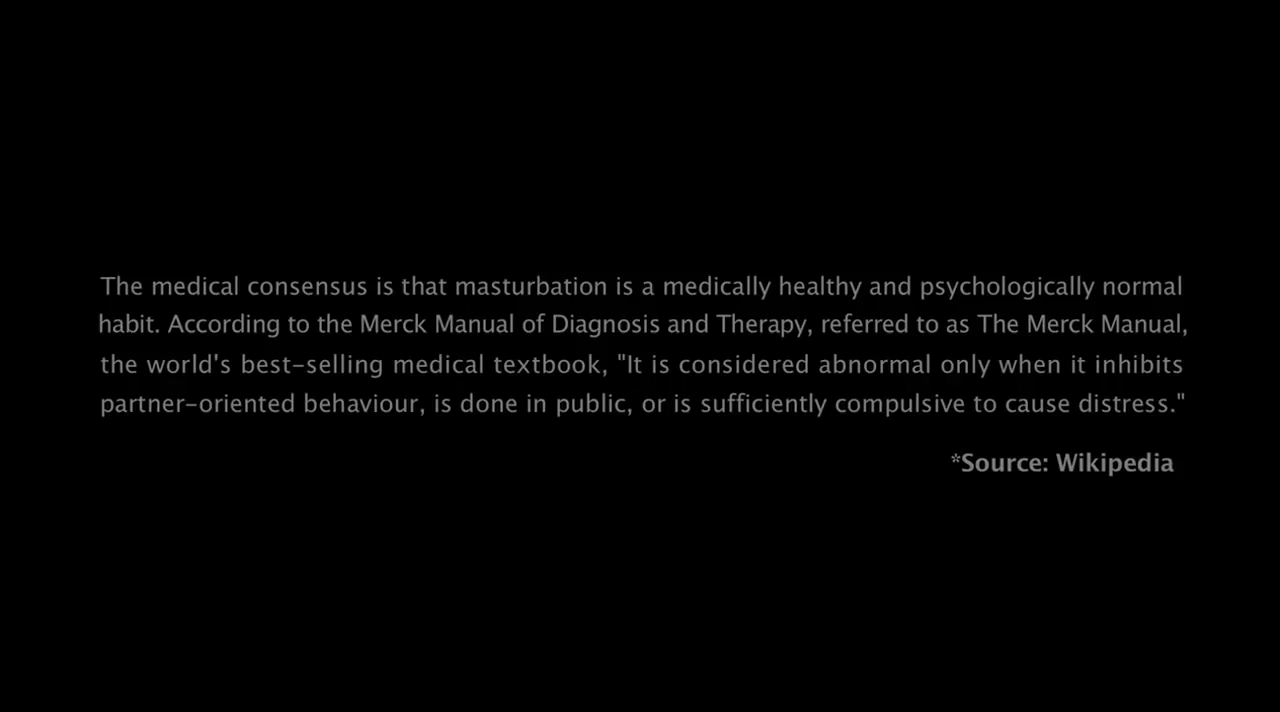 The medical consensus is that masturbation is a medically healthy and psychologically normal
habit. According to the Merck Manual of Diagnosis and Therapy, referred to as The Merck Manual,
the world's best-selling medical textbook, "It is considered abnormal only when it inhibits
partner-oriented behaviour, is done in public, or is sufficiently compulsive to cause distress."
*Source: Wikipedia